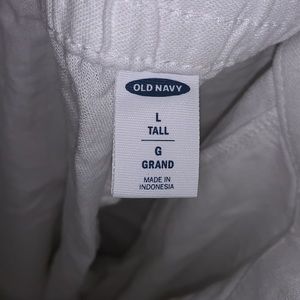 OLD NAVY
L
TALL
G
GRAND
MADE IN
INDONESIA